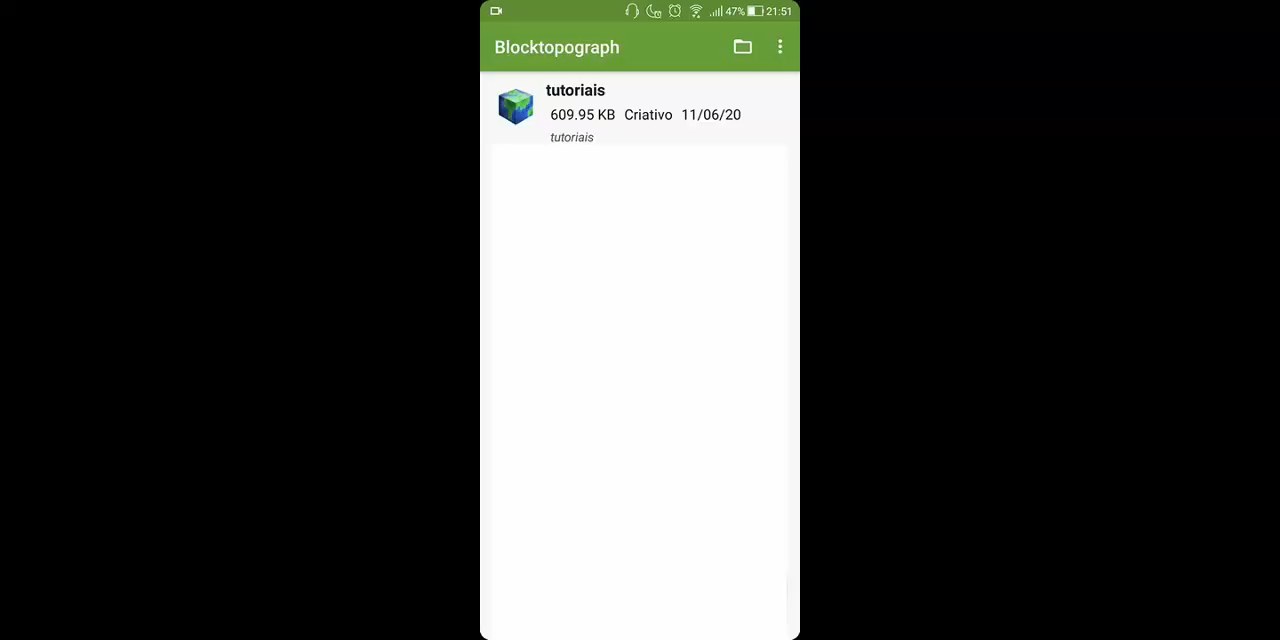 47% 21:51
Blocktopograph
tutoriais
609.95 KB Criativo 11/06/20
tutoriais